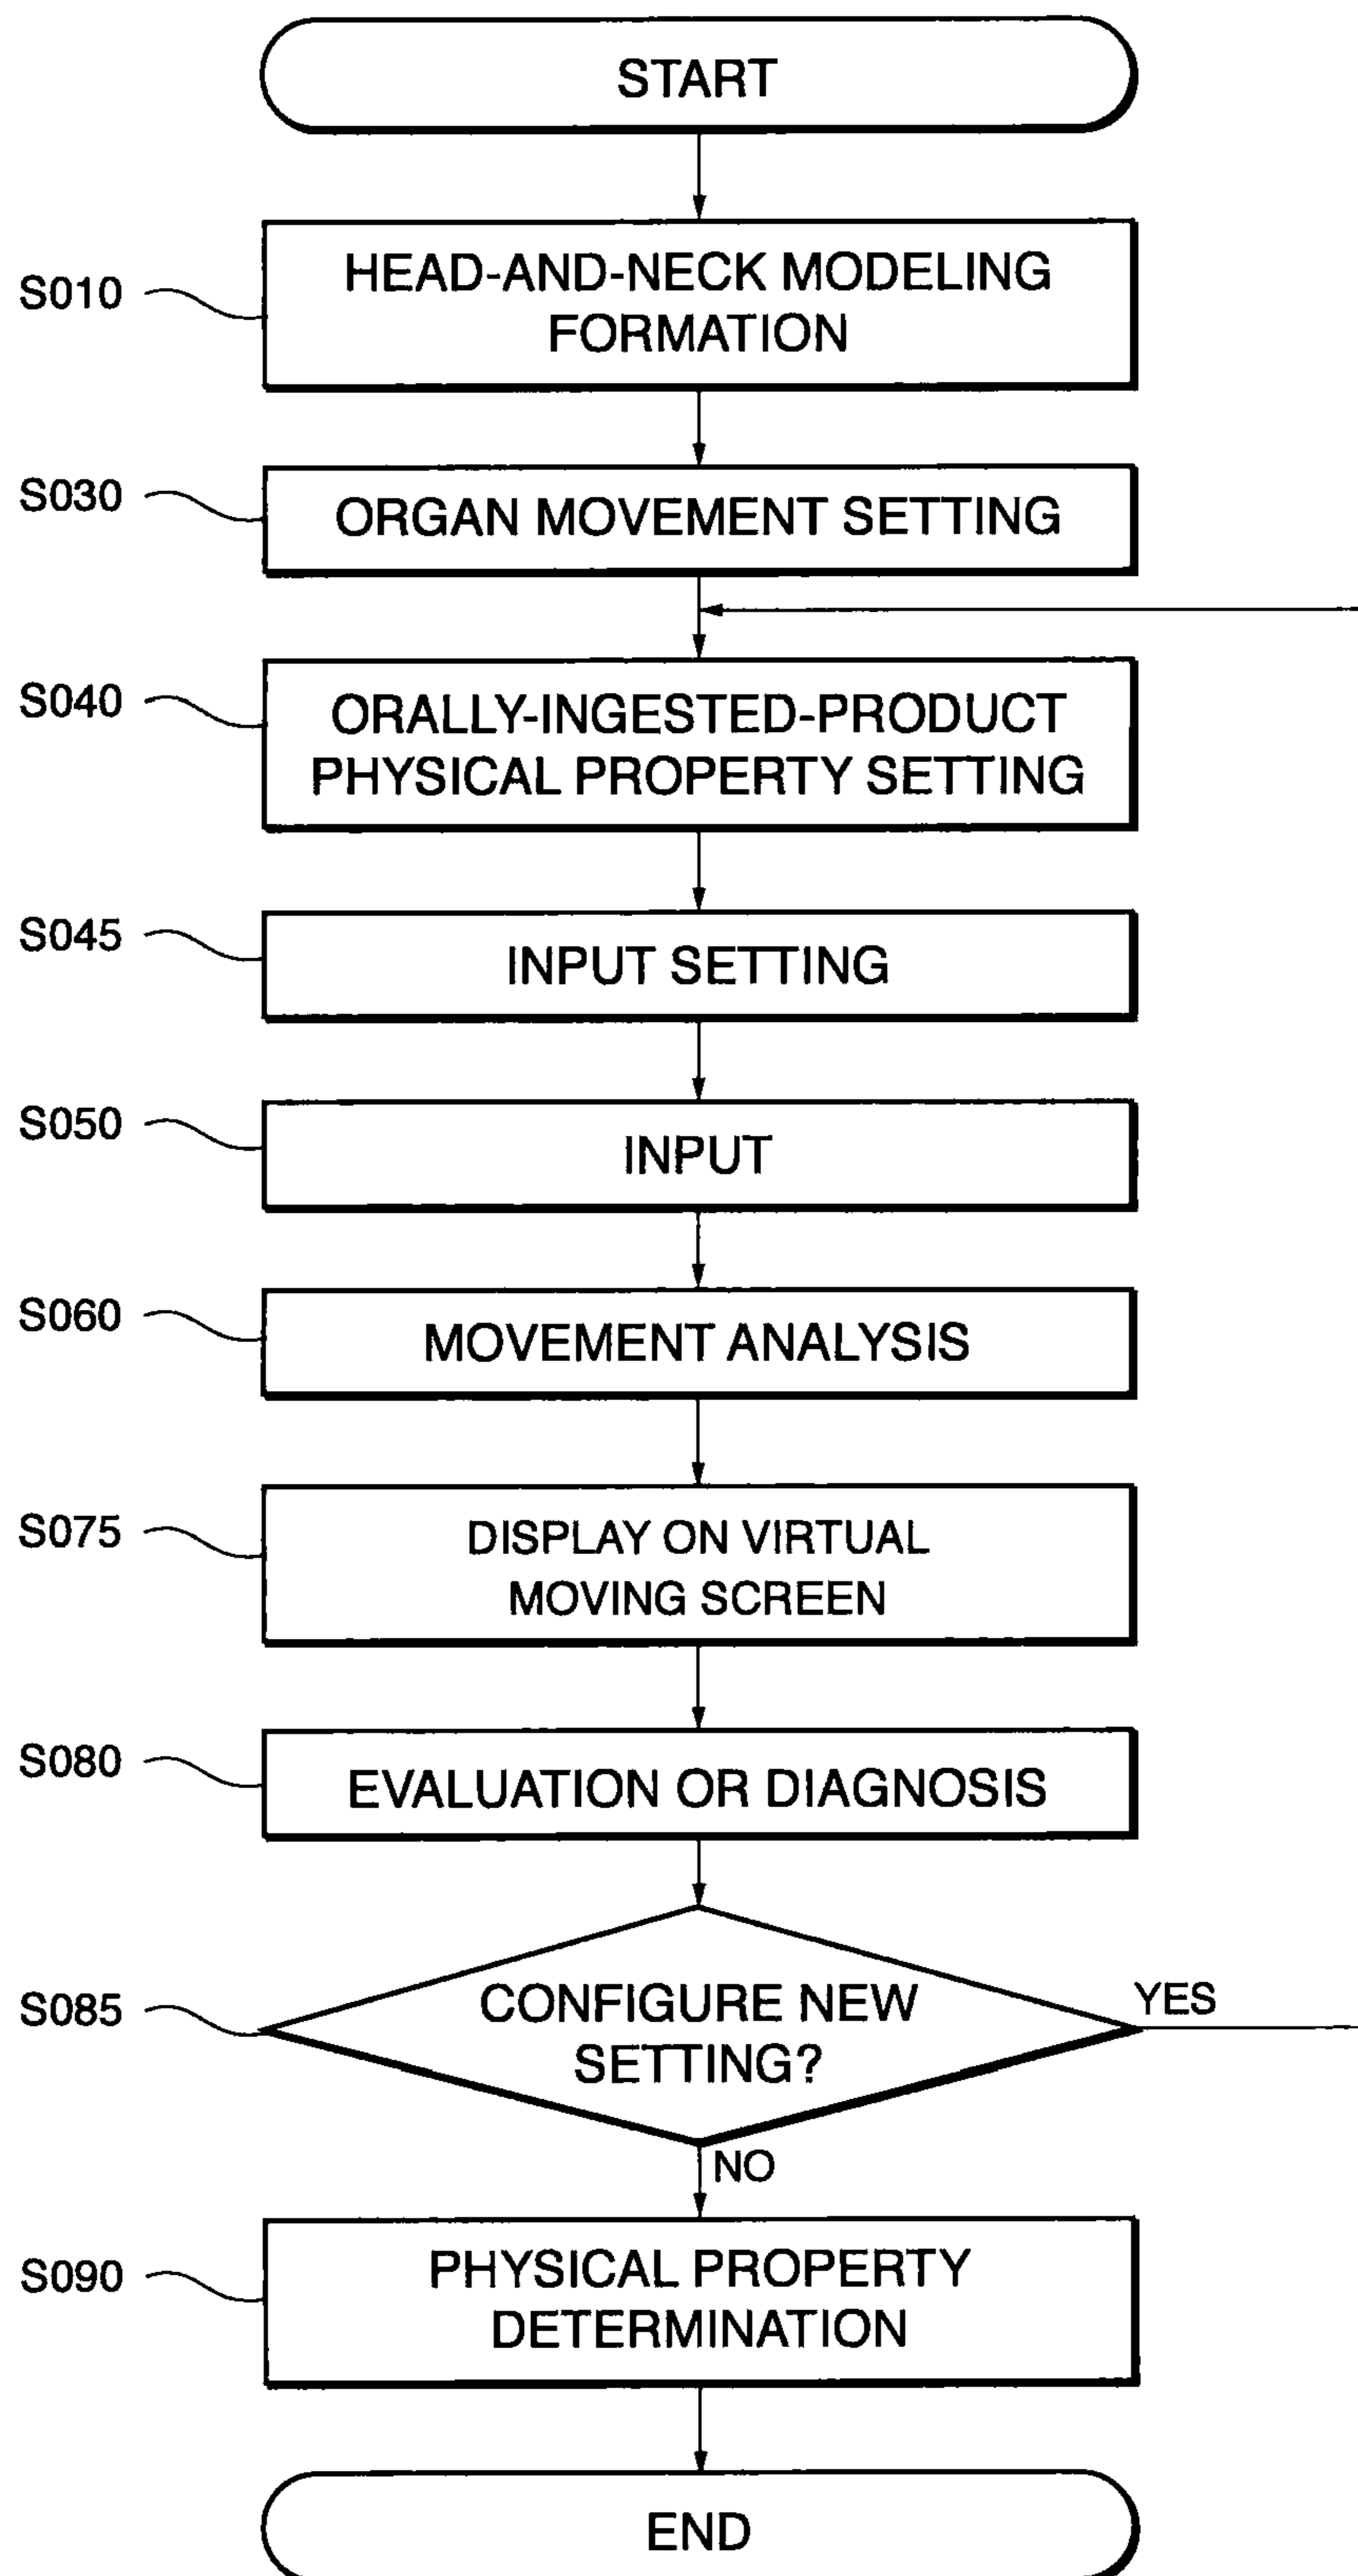 START
S010
HEAD-AND-NECK MODELING
FORMATION
S030
ORGAN MOVEMENT SETTING
S040
ORALLY-INGESTED-PRODUCT
PHYSICAL PROPERTY SETTING
S045
INPUT SETTING
S050
INPUT
S060
MOVEMENT ANALYSIS
S075
DISPLAY ON VIRTUAL
MOVING SCREEN
S080
EVALUATION OR DIAGNOSIS
S085
CONFIGURE NEW
SETTING?
YES
NO
S090
PHYSICAL PROPERTY
DETERMINATION
END